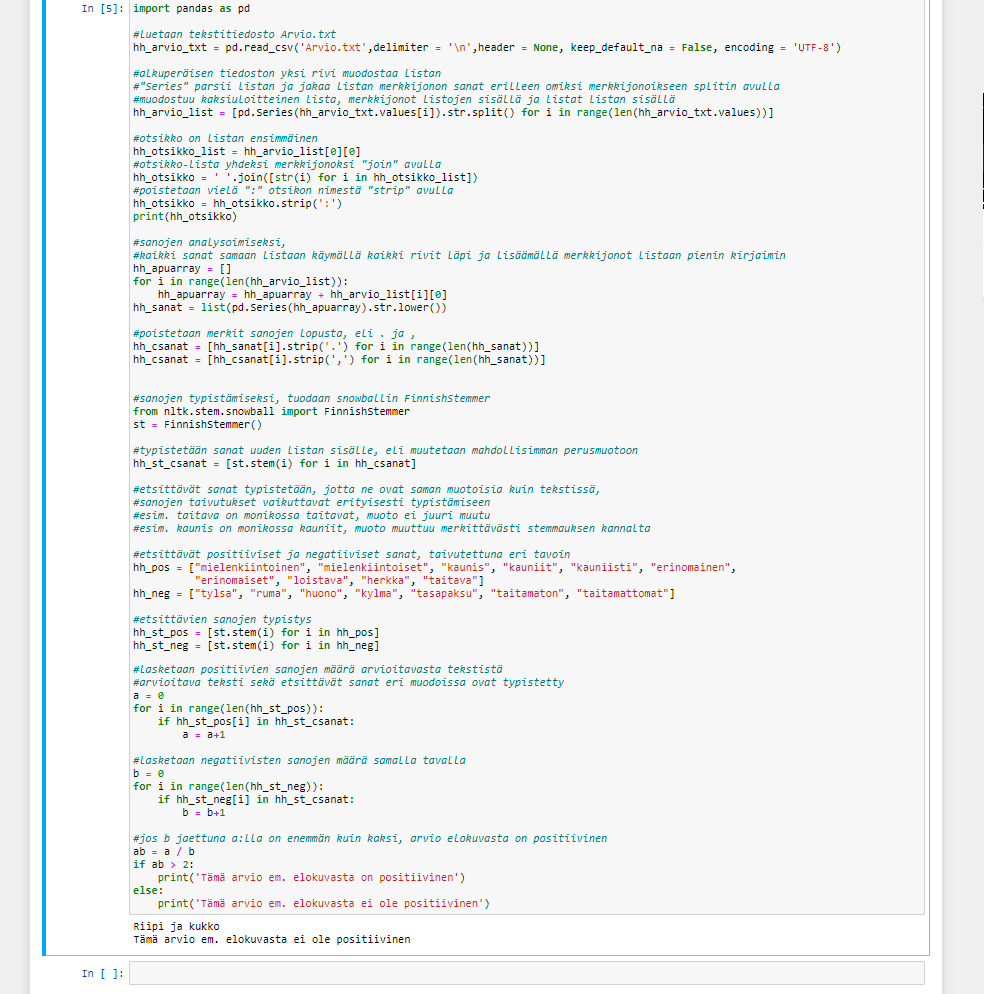 In [5]: import pandas as pd
#luetaan tekstitiedosto Arvio.txt
hh_arvio_txt = pd.read_csv('Arvio.txt',delimiter = '\n',header = None, keep_default_na = False, encoding = 'UTF-8')
#alkuperäisen tiedoston yksi rivi muodostaa listan
#"Series" parsii listan ja jakaa listan merkkijonon sanat erilleen omiksi merkkijonoikseen splitin avulla
#muodostuu kaksiuloitteinen lista, merkkijonot listojen sisällä ja listat listan sisällä
hh_arvio_list = [pd.Series(hh_arvio_txt.values[i]).str.split() for i in range(len(hh_arvio_txt.values))]
#otsikko on listan ensimmäinen
hh_otsikko_list = hh_arvio_list[0][0]
#otsikko-lista yhdeksi merkkijonoksi "join" avulla
hh_otsikko = ' '.join([str(i) for i in hh_otsikko_list])
#poistetaan vielä ":" otsikon nimestä "strip" avulla
hh_otsikko = hh_otsikko.strip(':')
print(hh_otsikko)
#sanojen analysoimiseksi,
#kaikki sanat samaan listaan käymällä kaikki rivit läpi ja lisäämällä merkkijonot listaan pienin kirjaimin
hh_apuarray = []
for i in range(len(hh_arvio_list)):
    hh_apuarray = hh_apuarray + hh_arvio_list[i][0]
hh_sanat = list(pd.Series(hh_apuarray).str.lower())
#poistetaan merkit sanojen lopusta, eli . ja ,
hh_csanat = [hh_sanat[i].strip('.') for i in range(len(hh_sanat))]
hh_csanat = [hh_csanat[i].strip(',') for i in range(len(hh_sanat))]
#sanojen typistämiseksi, tuodaan snowballin FinnishStemmer
from nltk.stem.snowball import FinnishStemmer
st = FinnishStemmer()
#typistetään sanat uuden listan sisälle, eli muutetaan mahdollisimman perusmuotoon
hh_st_csanat = [st.stem(i) for i in hh_csanat]
#etsittävät sanat typistetään, jotta ne ovat saman muotoisia kuin tekstissä,
#sanojen taivutukset vaikuttavat erityisesti typistämiseen
#esim. taitava on monikossa taitavat, muoto ei juuri muutu
#esim. kaunis on monikossa kauniit, muoto muuttuu merkittävästi stemmauksen kannalta
#etsittävät positiiviset ja negatiiviset sanat, taivutettuna eri tavoin
hh_pos = ["mielenkiintoinen", "mielenkiintoiset", "kaunis", "kauniit", "kauniisti", "erinomainen",
          "erinomaiset", "loistava", "herkka", "taitava"]
hh_neg = ["tylsa", "ruma", "huono", "kylma", "tasapaksu", "taitamaton", "taitamattomat"]
#etsittävien sanojen typistys
hh_st_pos = [st.stem(i) for i in hh_pos]
hh_st_neg = [st.stem(i) for i in hh_neg]
#lasketaan positiivien sanojen määrä arvioitavasta tekstistä
#arvioitava teksti sekä etsittävät sanat eri muodoissa ovat typistetty
a = 0
for i in range(len(hh_st_pos)):
    if hh_st_pos[i] in hh_st_csanat:
        a = a+1
#lasketaan negatiivisten sanojen määrä samalla tavalla
b = 0
for i in range(len(hh_st_neg)):
    if hh_st_neg[i] in hh_st_csanat:
        b = b+1
#jos b jaettuna a:lla on enemmän kuin kaksi, arvio elokuvasta on positiivinen
ab = a / b
if ab > 2:
    print('Tämä arvio em. elokuvasta on positiivinen')
else:
    print('Tämä arvio em. elokuvasta ei ole positiivinen')
Riipi ja kukko
Tämä arvio em. elokuvasta ei ole positiivinen
In [ ]: